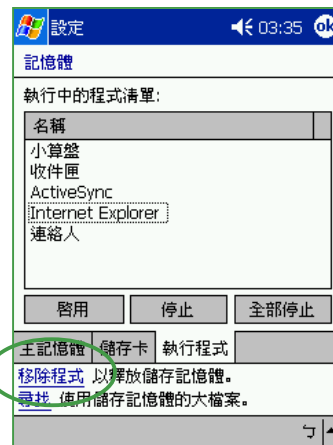 設定 03:35 ok
記憶體
執行中的程式清單:
名稱
小算盤
收件匣
ActiveSync
Internet Explorer
連絡人
啓用 停止 全部停止
主記憶體 儲存卡 執行程式
移除程式 以釋放儲存記憶體。
尋找 使用儲存記憶體的大檔案。
ㄅ